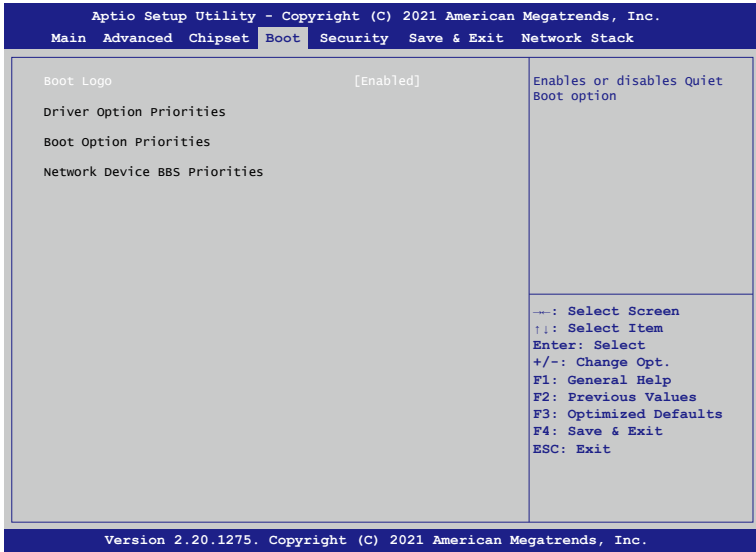 Aptio Setup Utility - Copyright (C) 2021 American Megatrends, Inc.
Main Advanced Chipset Boot Security Save & Exit Network Stack
Boot Logo [Enabled]
Driver Option Priorities
Boot Option Priorities
Network Device BBS Priorities
Enables or disables Quiet
Boot option
→←: Select Screen
↑↓: Select Item
Enter: Select
+/-: Change Opt.
F1: General Help
F2: Previous Values
F3: Optimized Defaults
F4: Save & Exit
ESC: Exit
Version 2.20.1275. Copyright (C) 2021 American Megatrends, Inc.